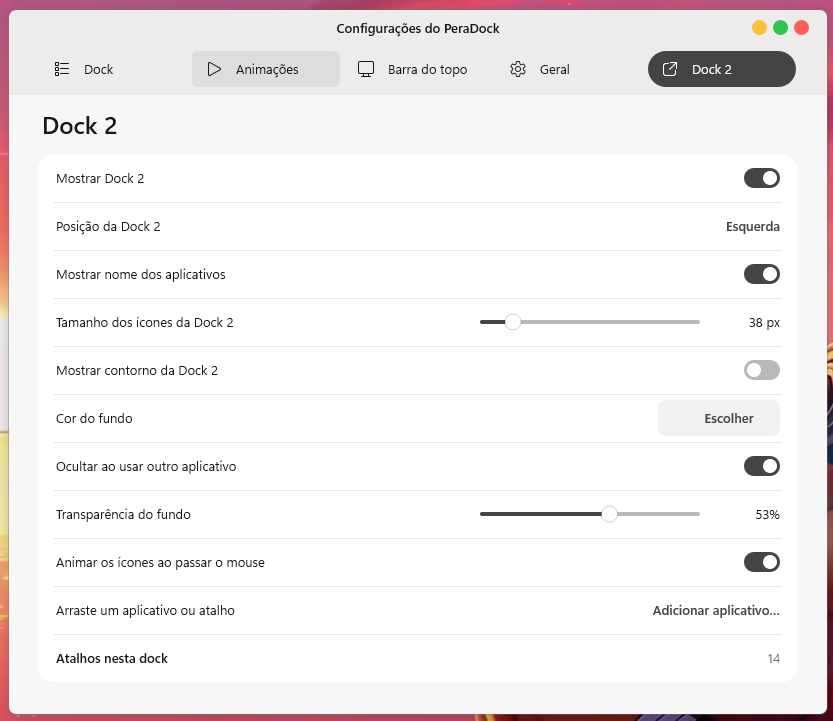 Configurações do PeraDock
Dock
Animações
Barra do topo
Geral
Dock 2
Dock 2
Mostrar Dock 2
Posição da Dock 2
Esquerda
Mostrar nome dos aplicativos
Tamanho dos ícones da Dock 2
38 px
Mostrar contorno da Dock 2
Cor do fundo
Escolher
Ocultar ao usar outro aplicativo
Transparência do fundo
53%
Animar os ícones ao passar o mouse
Arraste um aplicativo ou atalho
Adicionar aplicativo...
Atalhos nesta dock
14